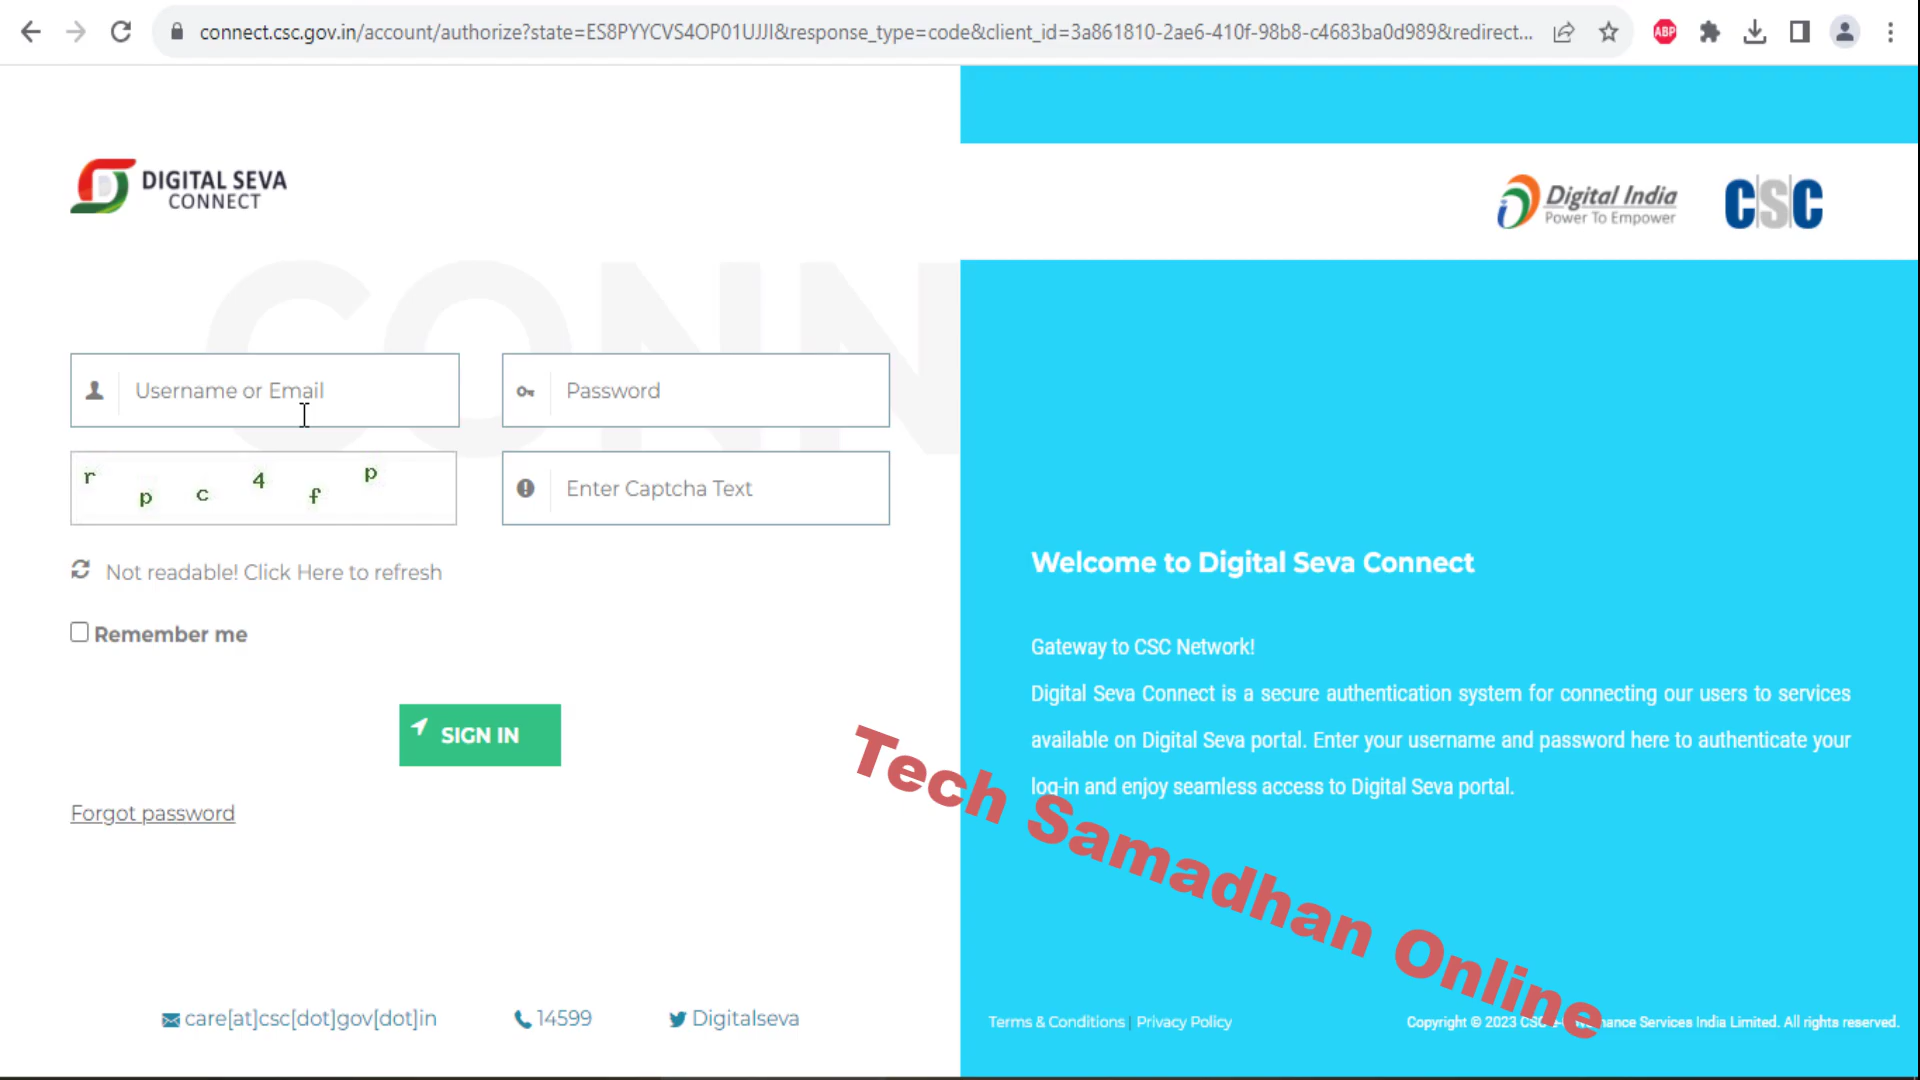 connect.csc.gov.in/account/authorize?state=ES8PYYCVS4OP01UJJI&response_type=code&client_id=3a861810-2ae6-410f-98b8-c4683ba0d989&redirect...
ABP
DIGITAL SEVA
CONNECT
Digital India
Power To Empower
CSC
CONN
Username or Email
Password
r p c 4 f p
Enter Captcha Text
Not readable! Click Here to refresh
Remember me
SIGN IN
Forgot password
Welcome to Digital Seva Connect
Gateway to CSC Network!
Digital Seva Connect is a secure authentication system for connecting our users to services
available on Digital Seva portal. Enter your username and password here to authenticate your
log-in and enjoy seamless access to Digital Seva portal.
Tech Samadhan Online
care[at]csc[dot]gov[dot]in
14599
Digitalseva
Terms & Conditions | Privacy Policy
Copyright © 2023 CSC Services India Limited. All rights reserved.